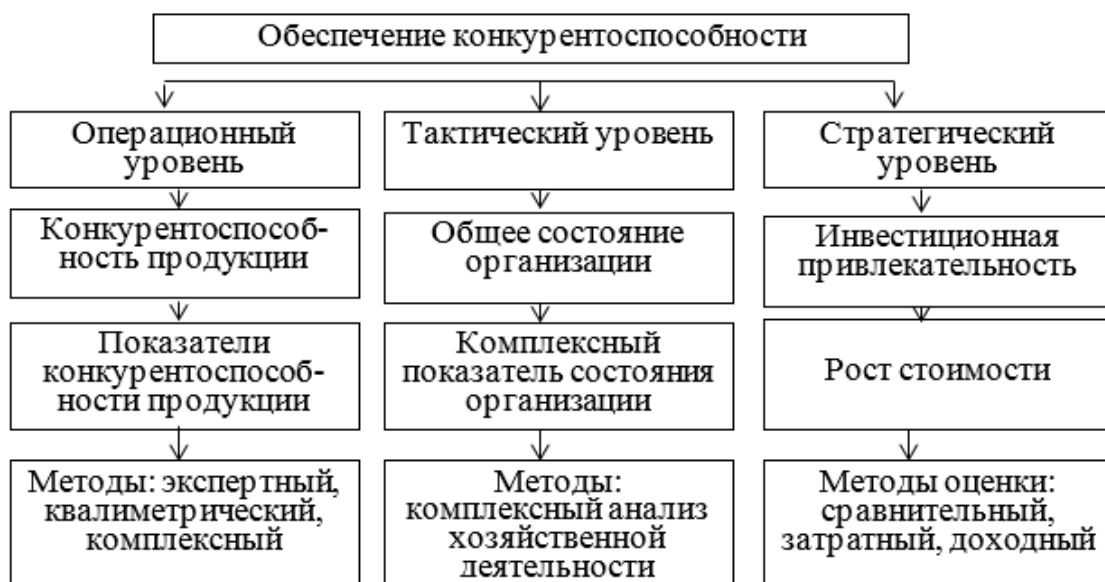 Обеспечение конкурентоспособности
Операционный
уровень
Тактический уровень
Стратегический
уровень
Конкурентоспособ-
ность продукции
Общее состояние
организации
Инвестиционная
привлекательность
Показатели
конкурентоспособ-
ности продукции
Комплексный
показатель состояния
организации
Рост стоимости
Методы: экспертный,
квалиметрический,
комплексный
Методы:
комплексный анализ
хозяйственной
деятельности
Методы оценки:
сравнительный,
затратный, доходный